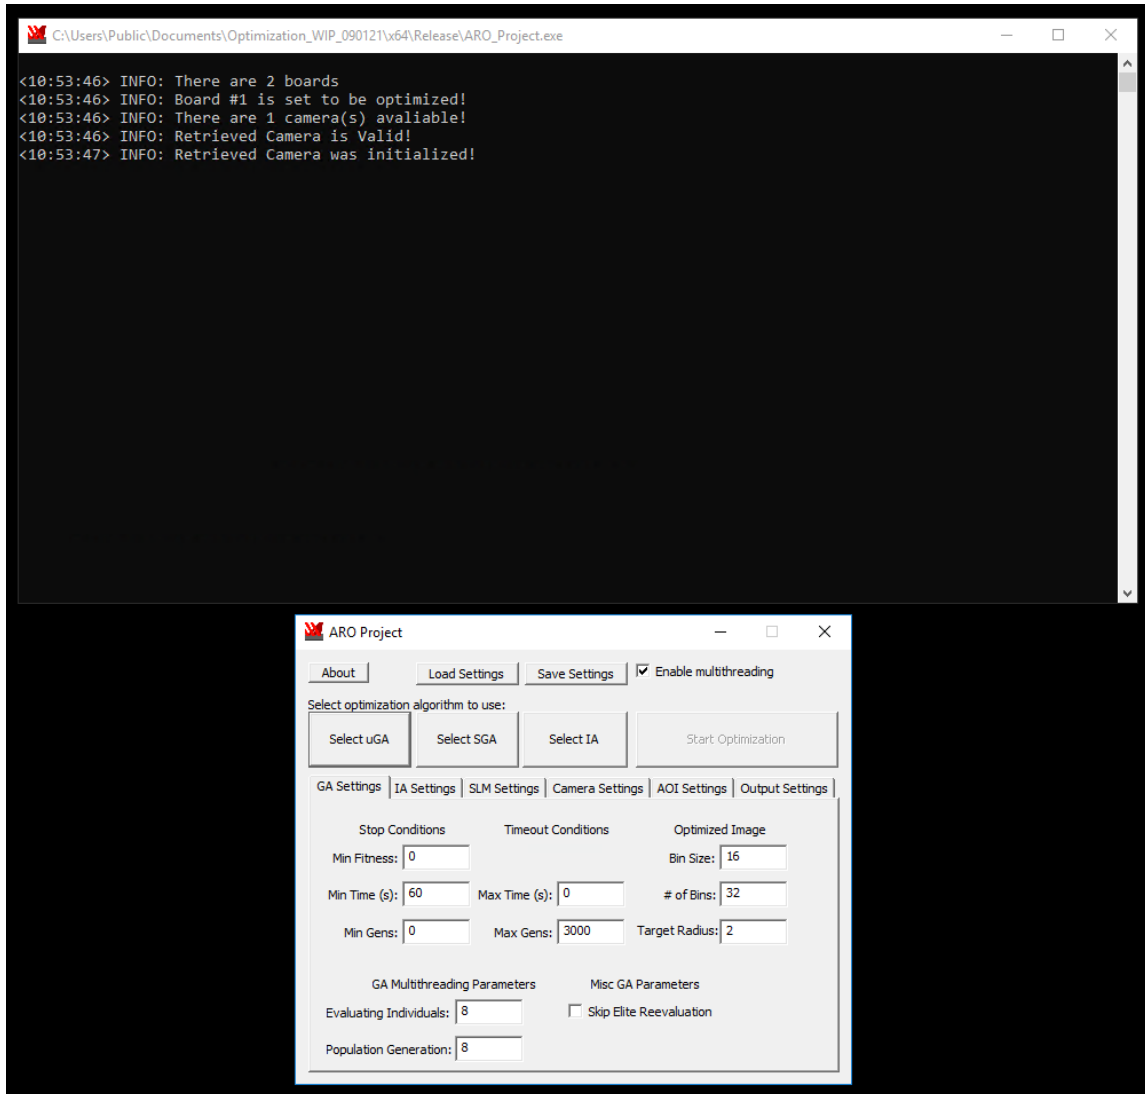 C:\Users\Public\Documents\Optimization_WIP_090121\x64\Release\ARO_Project.exe
<10:53:46> INFO: There are 2 boards
<10:53:46> INFO: Board #1 is set to be optimized!
<10:53:46> INFO: There are 1 camera(s) avaliable!
<10:53:46> INFO: Retrieved Camera is Valid!
<10:53:47> INFO: Retrieved Camera was initialized!
ARO Project
About Load Settings Save Settings Enable multithreading
Select optimization algorithm to use:
Select uGA Select SGA Select IA Start Optimization
GA Settings IA Settings SLM Settings Camera Settings AOI Settings Output Settings
Stop Conditions Timeout Conditions Optimized Image
Min Fitness: 0 Bin Size: 16
Min Time (s): 60 Max Time (s): 0 # of Bins: 32
Min Gens: 0 Max Gens: 3000 Target Radius: 2
GA Multithreading Parameters Misc GA Parameters
Evaluating Individuals: 8 Skip Elite Reevaluation
Population Generation: 8